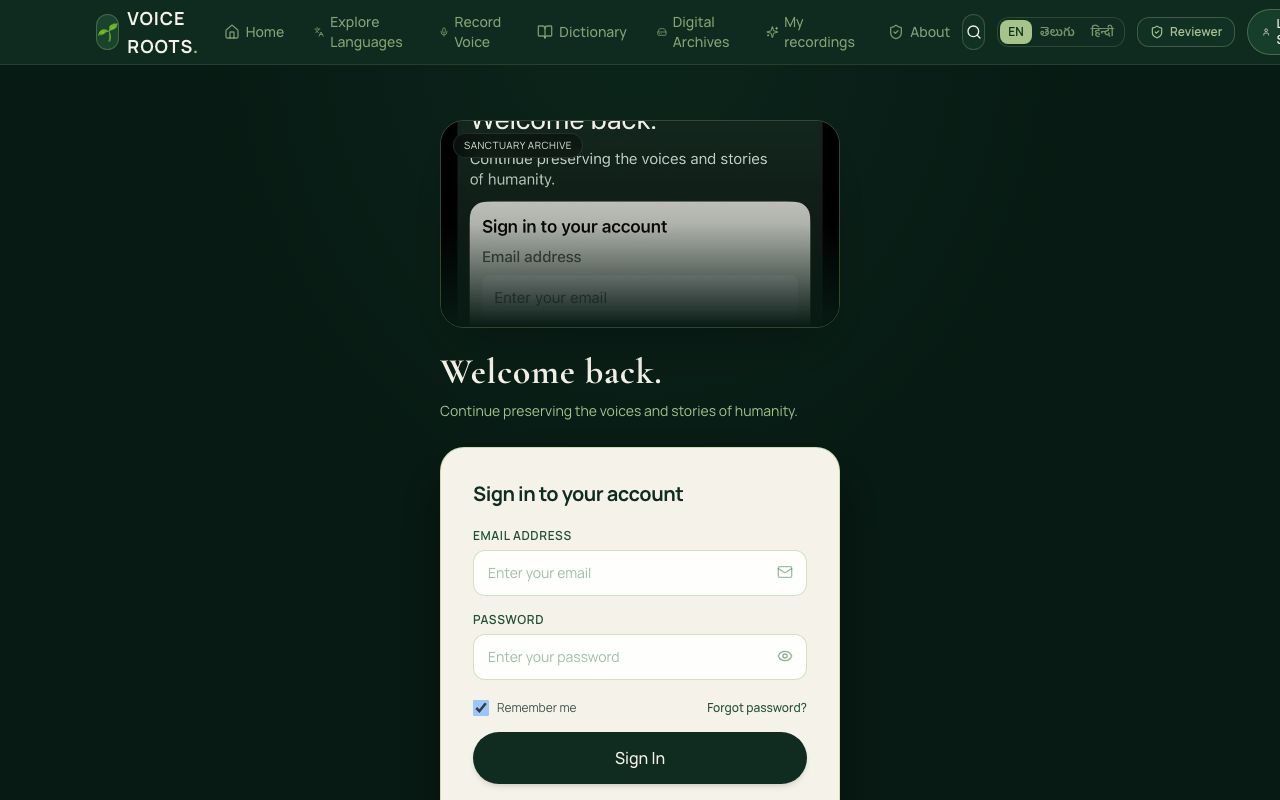 VOICE
ROOTS.
Home
Explore
Languages
Record
Voice
Dictionary
Digital
Archives
My
recordings
About
EN
తెలుగు
हिन्दी
Reviewer
Welcome back.
SANCTUARY ARCHIVE
Continue preserving the voices and stories
of humanity.
Sign in to your account
Email address
Enter your email
Welcome back.
Continue preserving the voices and stories of humanity.
Sign in to your account
EMAIL ADDRESS
Enter your email
PASSWORD
Enter your password
Remember me
Forgot password?
Sign In